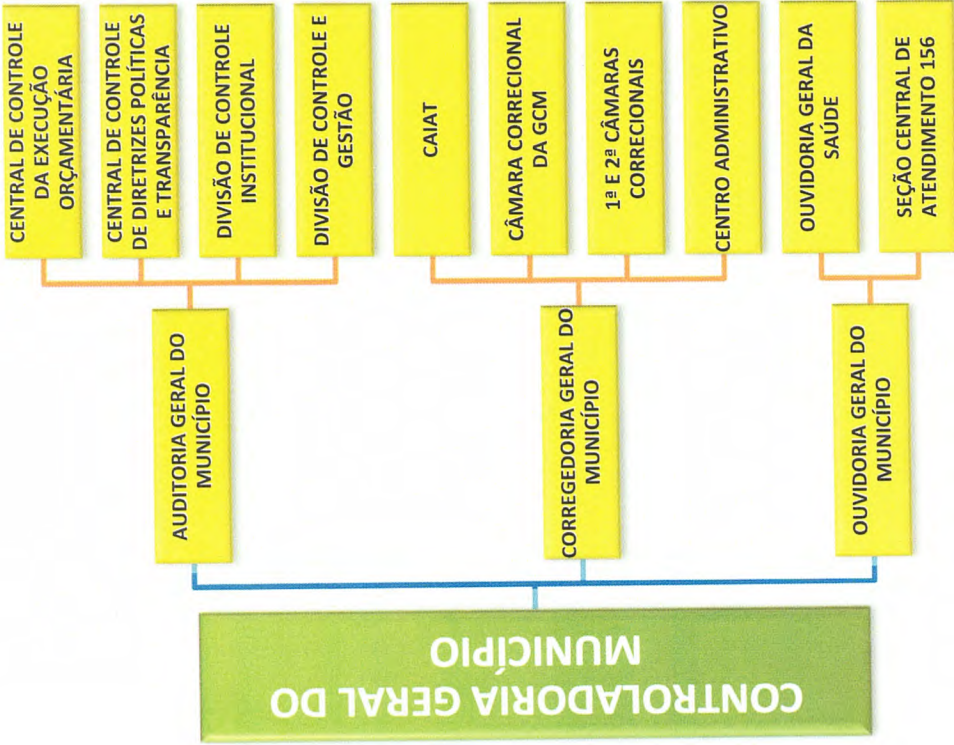 CONTROLADORIA GERAL DO
MUNICÍPIO
AUDITORIA GERAL DO
MUNICÍPIO
CENTRAL DE CONTROLE
DA EXECUÇÃO
ORÇAMENTÁRIA
CENTRAL DE CONTROLE
DE DIRETRIZES POLÍTICAS
E TRANSPARÊNCIA
DIVISÃO DE CONTROLE
INSTITUCIONAL
DIVISÃO DE CONTROLE E
GESTÃO
CORREGEDORIA GERAL DO
MUNICÍPIO
CAIAT
CÂMARA CORRECIONAL
DA GCM
1ª E 2ª CÂMARAS
CORRECIONAIS
CENTRO ADMINISTRATIVO
OUVIDORIA GERAL DO
MUNICÍPIO
OUVIDORIA GERAL DA
SAÚDE
SEÇÃO CENTRAL DE
ATENDIMENTO 156